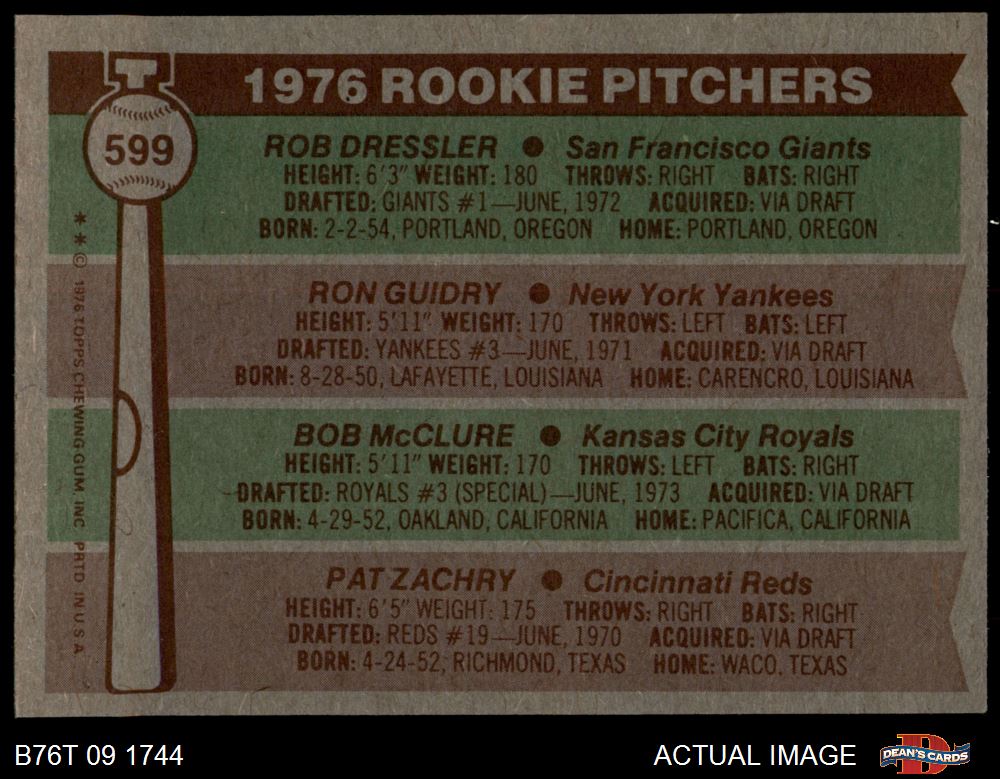 T
1976 ROOKIE PITCHERS
599
ROB DRESSLER ● San Francisco Giants
HEIGHT: 6'3" WEIGHT: 180 THROWS: RIGHT BATS: RIGHT
DRAFTED: GIANTS #1—JUNE, 1972 ACQUIRED: VIA DRAFT
BORN: 2-2-54, PORTLAND, OREGON HOME: PORTLAND, OREGON
RON GUIDRY ● New York Yankees
HEIGHT: 5'11" WEIGHT: 170 THROWS: LEFT BATS: LEFT
DRAFTED: YANKEES #3—JUNE, 1971 ACQUIRED: VIA DRAFT
BORN: 8-28-50, LAFAYETTE, LOUISIANA HOME: CARENCRO, LOUISIANA
BOB McCLURE ● Kansas City Royals
HEIGHT: 5'11" WEIGHT: 170 THROWS: LEFT BATS: RIGHT
DRAFTED: ROYALS #3 (SPECIAL)—JUNE, 1973 ACQUIRED: VIA DRAFT
BORN: 4-29-52, OAKLAND, CALIFORNIA HOME: PACIFICA, CALIFORNIA
PAT ZACHRY ● Cincinnati Reds
HEIGHT: 6'5" WEIGHT: 175 THROWS: RIGHT BATS: RIGHT
DRAFTED: REDS #19—JUNE, 1970 ACQUIRED: VIA DRAFT
BORN: 4-24-52, RICHMOND, TEXAS HOME: WACO, TEXAS
* * © 1976 TOPPS CHEWING GUM, INC. PRTD. IN U.S.A.
B76T 09 1744
ACTUAL IMAGE
D
DEAN'S CARDS